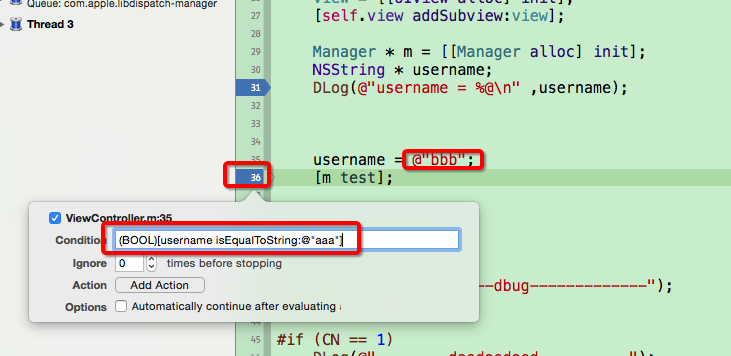 Queue: com.apple.libdispatch-manager
Thread 3
27 [self.view addSubview:view];
28
29 Manager * m = [[Manager alloc] init];
30 NSString * username;
31 DLog(@"username = %@\n" ,username);
32
33
34
35 username = @"bbb";
36 [m test];
ViewController.m:35
Condition (BOOL)[username isEqualToString:@"aaa"]
Ignore 0 times before stopping
Action Add Action
Options Automatically continue after evaluating
--dbug-------------");
44
45 #if (CN == 1)